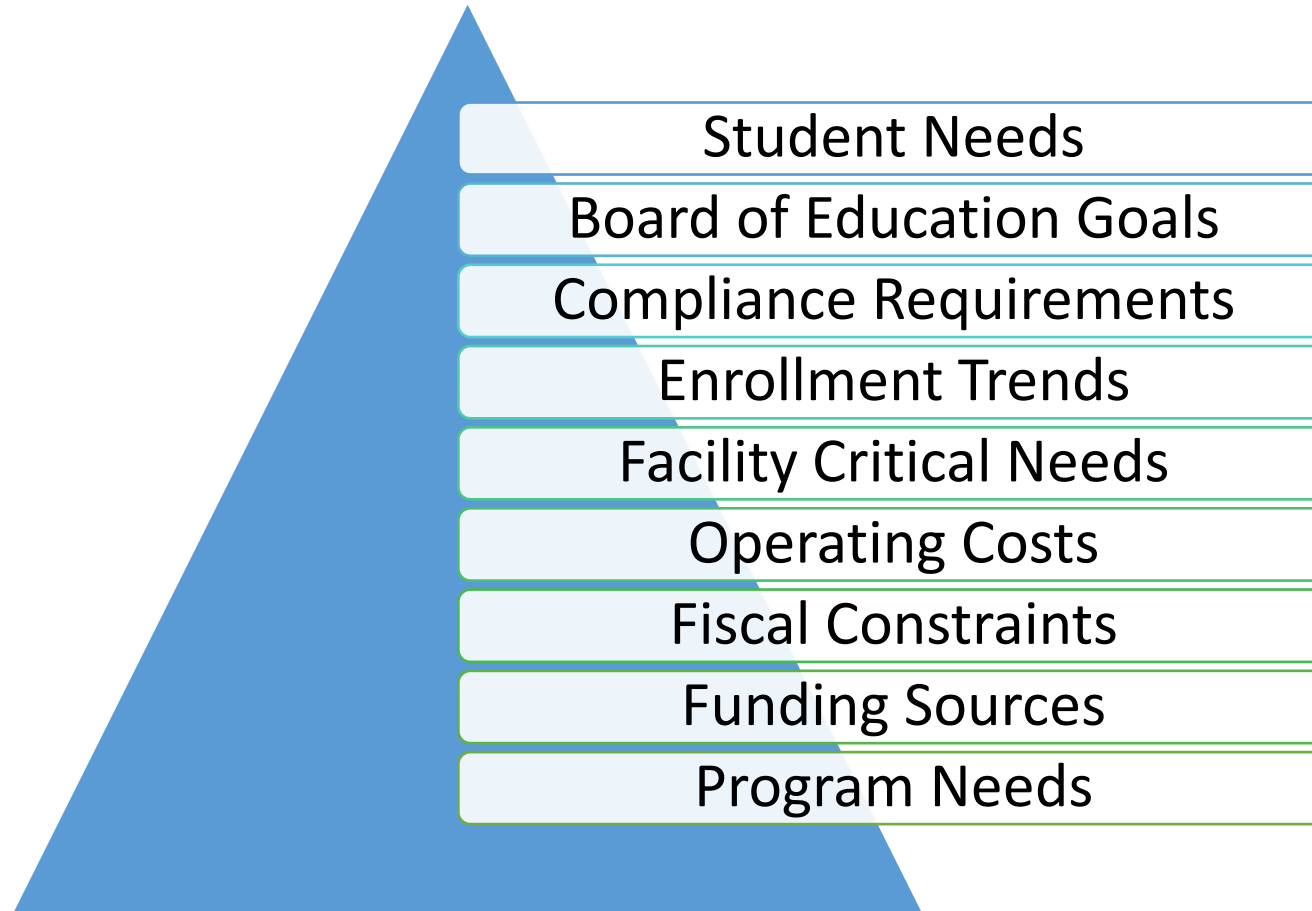 Student Needs
Board of Education Goals
Compliance Requirements
Enrollment Trends
Facility Critical Needs
Operating Costs
Fiscal Constraints
Funding Sources
Program Needs